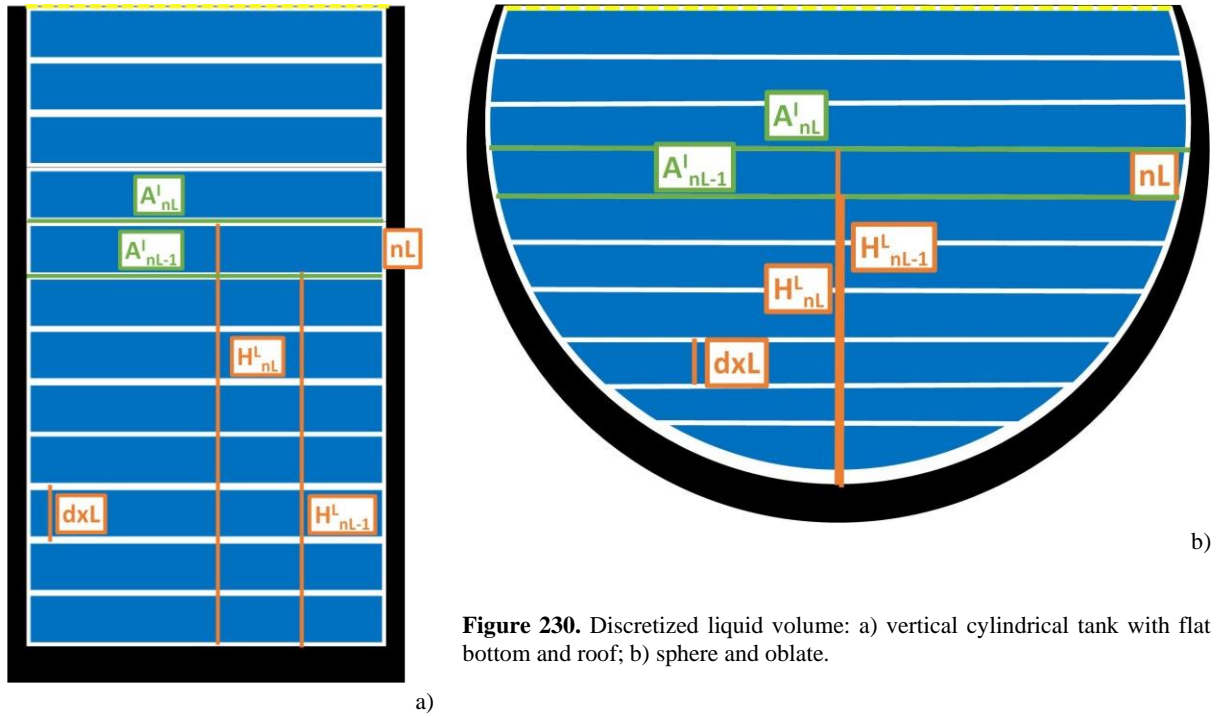 A^I_nL
A^I_nL-1
nL
H^L_nL
dxL
H^L_nL-1
a)
A^I_nL
A^I_nL-1
nL
H^L_nL-1
H^L_nL
dxL
b)
Figure 230. Discretized liquid volume: a) vertical cylindrical tank with flat
bottom and roof; b) sphere and oblate.